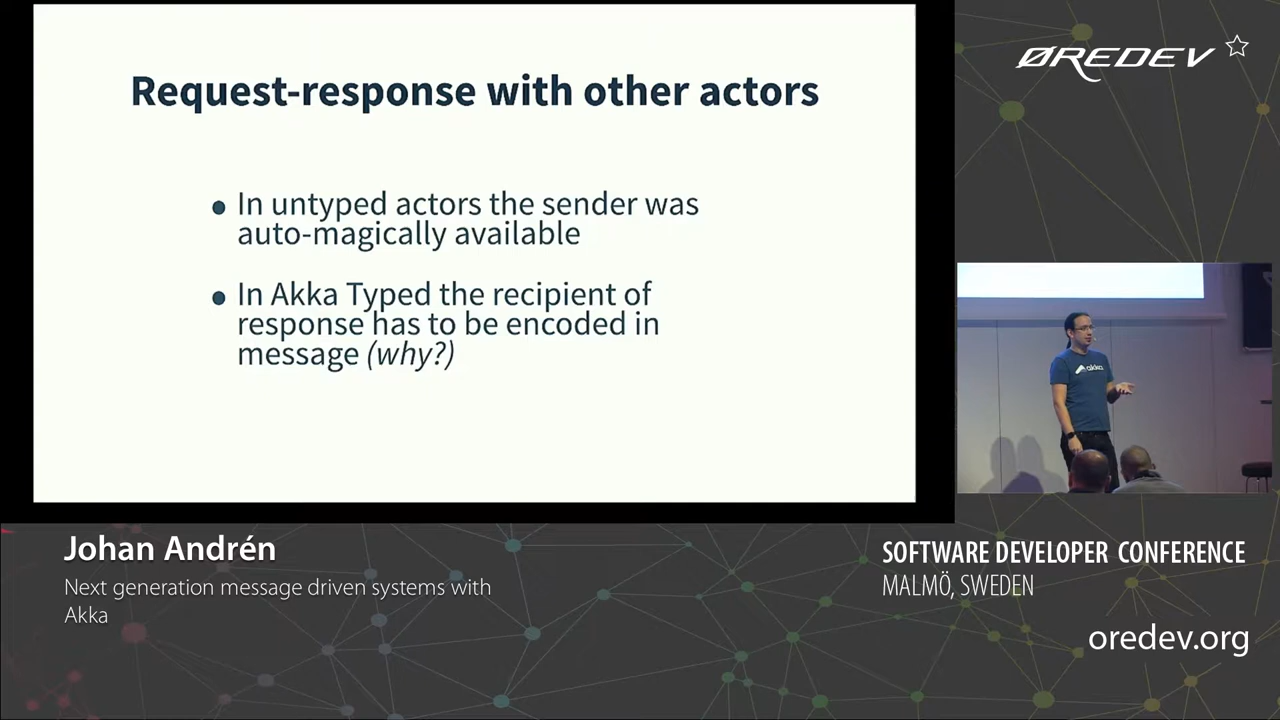 Request-response with other actors
● In untyped actors the sender was
auto-magically available
● In Akka Typed the recipient of
response has to be encoded in
message (why?)
ØREDEV
akka
Johan Andrén
Next generation message driven systems with
Akka
SOFTWARE DEVELOPER CONFERENCE
MALMÖ, SWEDEN
oredev.org